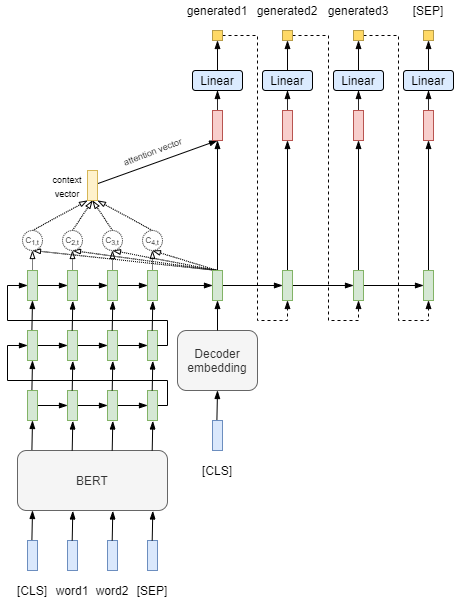 generated1 generated2 generated3 [SEP]
Linear Linear Linear Linear
attention vector
context
vector
C1,t C2,t C3,t C4,t
Decoder
embedding
[CLS]
BERT
[CLS] word1 word2 [SEP]